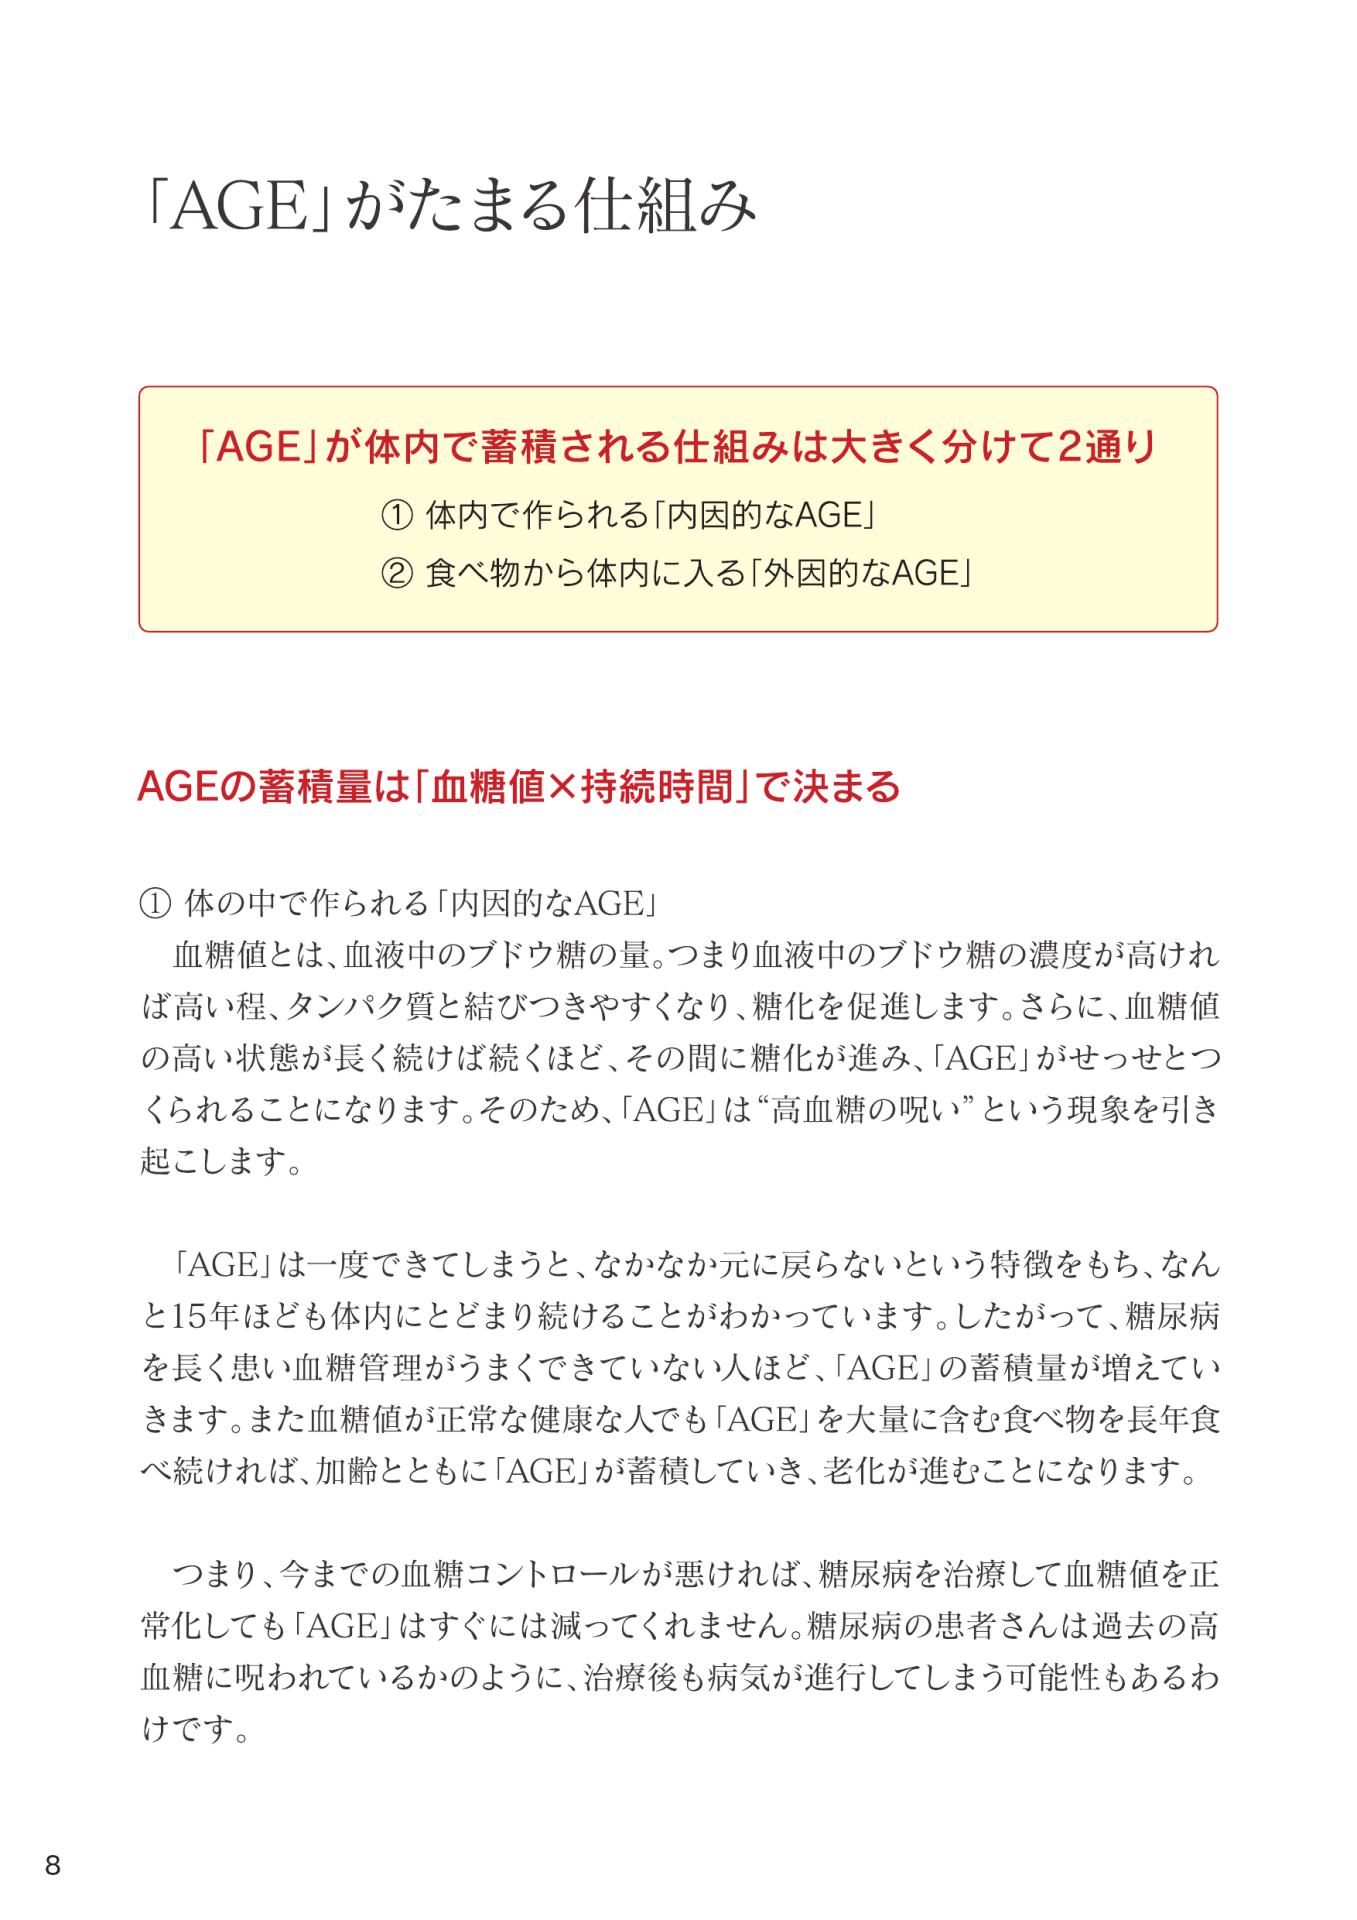 「AGE」がたまる仕組み
「AGE」が体内で蓄積される仕組みは大きく分けて2通り
① 体内で作られる「内因的なAGE」
② 食べ物から体内に入る「外因的なAGE」
AGEの蓄積量は「血糖値×持続時間」で決まる
① 体の中で作られる「内因的なAGE」
　血糖値とは、血液中のブドウ糖の量。つまり血液中のブドウ糖の濃度が高けれ
ば高い程、タンパク質と結びつきやすくなり、糖化を促進します。さらに、血糖値
の高い状態が長く続けば続くほど、その間に糖化が進み、「AGE」がせっせとつ
くられることになります。そのため、「AGE」は“高血糖の呪い”という現象を引き
起こします。
　「AGE」は一度できてしまうと、なかなか元に戻らないという特徴をもち、なん
と15年ほども体内にとどまり続けることがわかっています。したがって、糖尿病
を長く患い血糖管理がうまくできていない人ほど、「AGE」の蓄積量が増えてい
きます。また血糖値が正常な健康な人でも「AGE」を大量に含む食べ物を長年食
べ続ければ、加齢とともに「AGE」が蓄積していき、老化が進むことになります。
　つまり、今までの血糖コントロールが悪ければ、糖尿病を治療して血糖値を正
常化しても「AGE」はすぐには減ってくれません。糖尿病の患者さんは過去の高
血糖に呪われているかのように、治療後も病気が進行してしまう可能性もあるわ
けです。
8